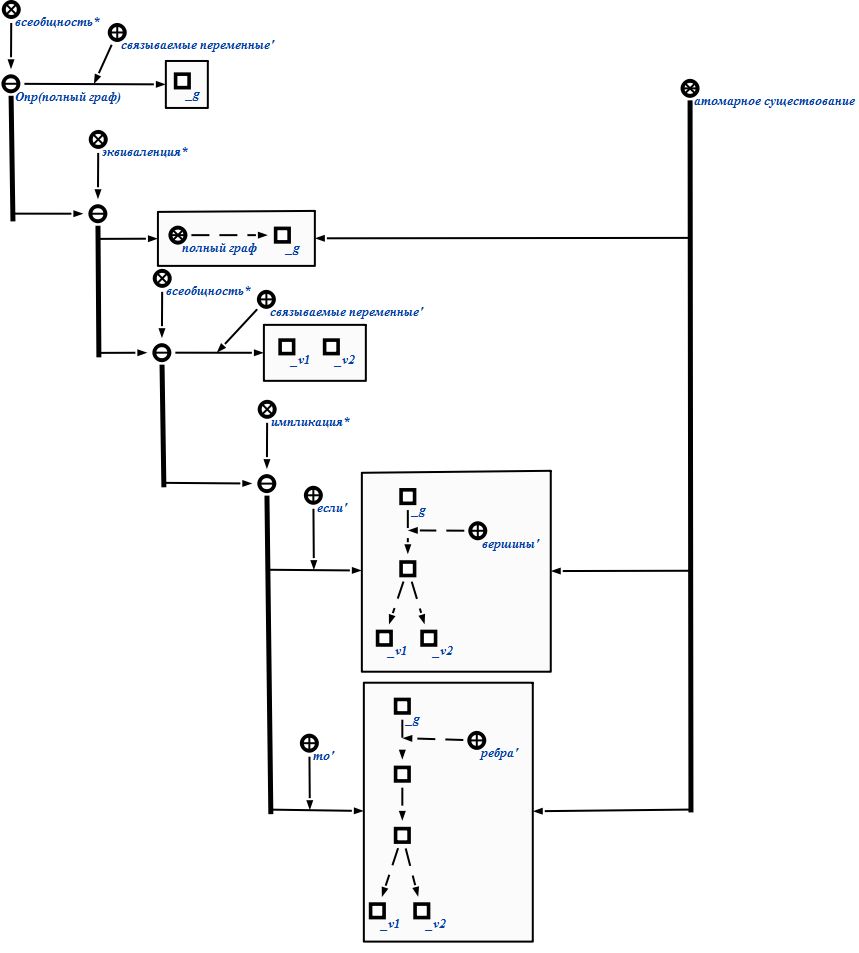 всеобщность*
связываемые переменные'
Опр(полный граф)
_g
атомарное существование
эквиваленция*
полный граф
_g
всеобщность*
связываемые переменные'
_v1
_v2
импликация*
если'
_g
вершины'
_v1
_v2
_g
то'
ребра'
_v1
_v2